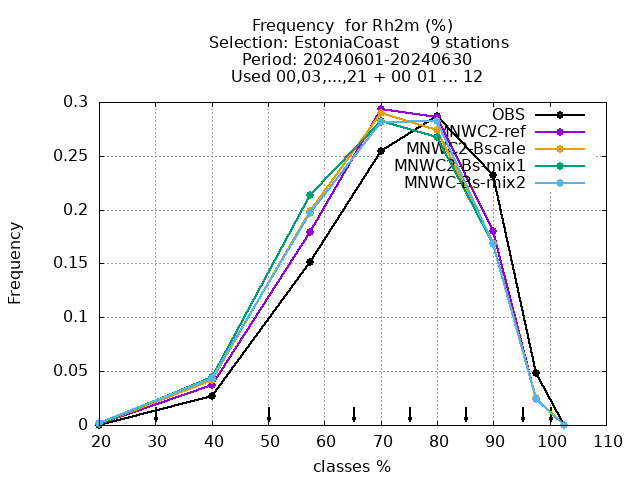 Frequency  for Rh2m (%)
Selection: EstoniaCoast      9 stations
Period: 20240601-20240630
Used 00,03,...,21 + 00 01 ... 12
OBS
MNWC2-ref
MNWC2-Bscale
MNWC2-Bs-mix1
MNWC-Bs-mix2
0.3
0.25
0.2
0.15
0.1
0.05
0
Frequency
20 30 40 50 60 70 80 90 100 110
classes %